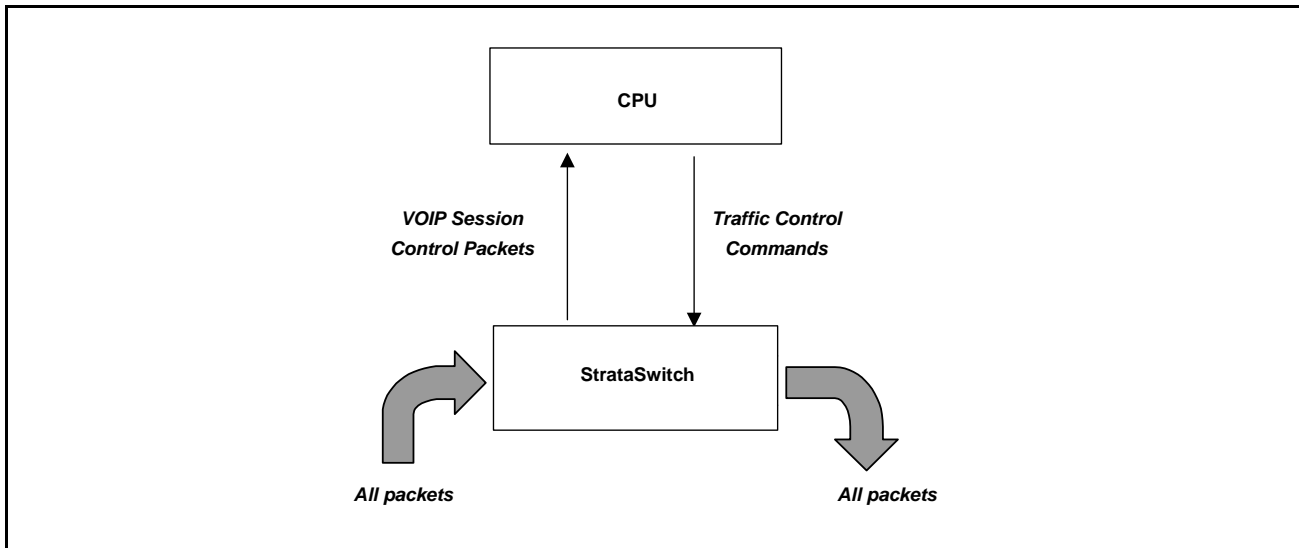 CPU
VOIP Session
Control Packets
Traffic Control
Commands
StrataSwitch
All packets
All packets